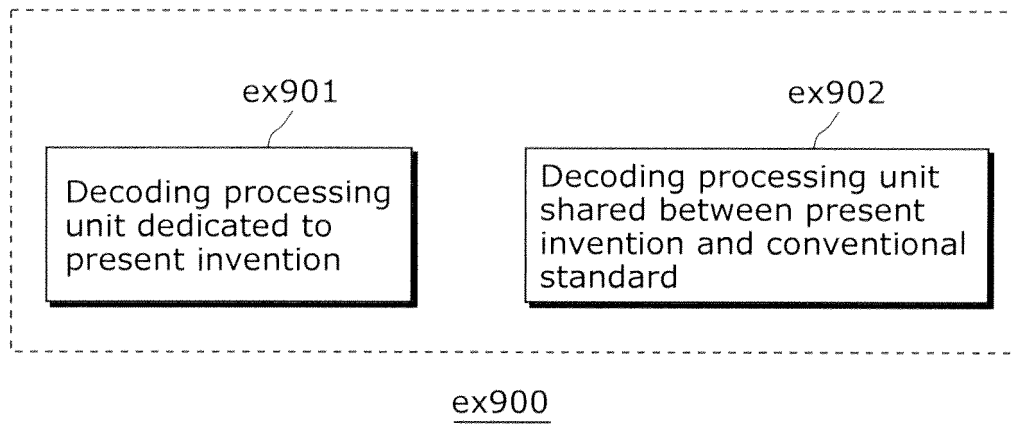 ex901
ex902
Decoding processing
unit dedicated to
present invention
Decoding processing unit
shared between present
invention and conventional
standard
ex900